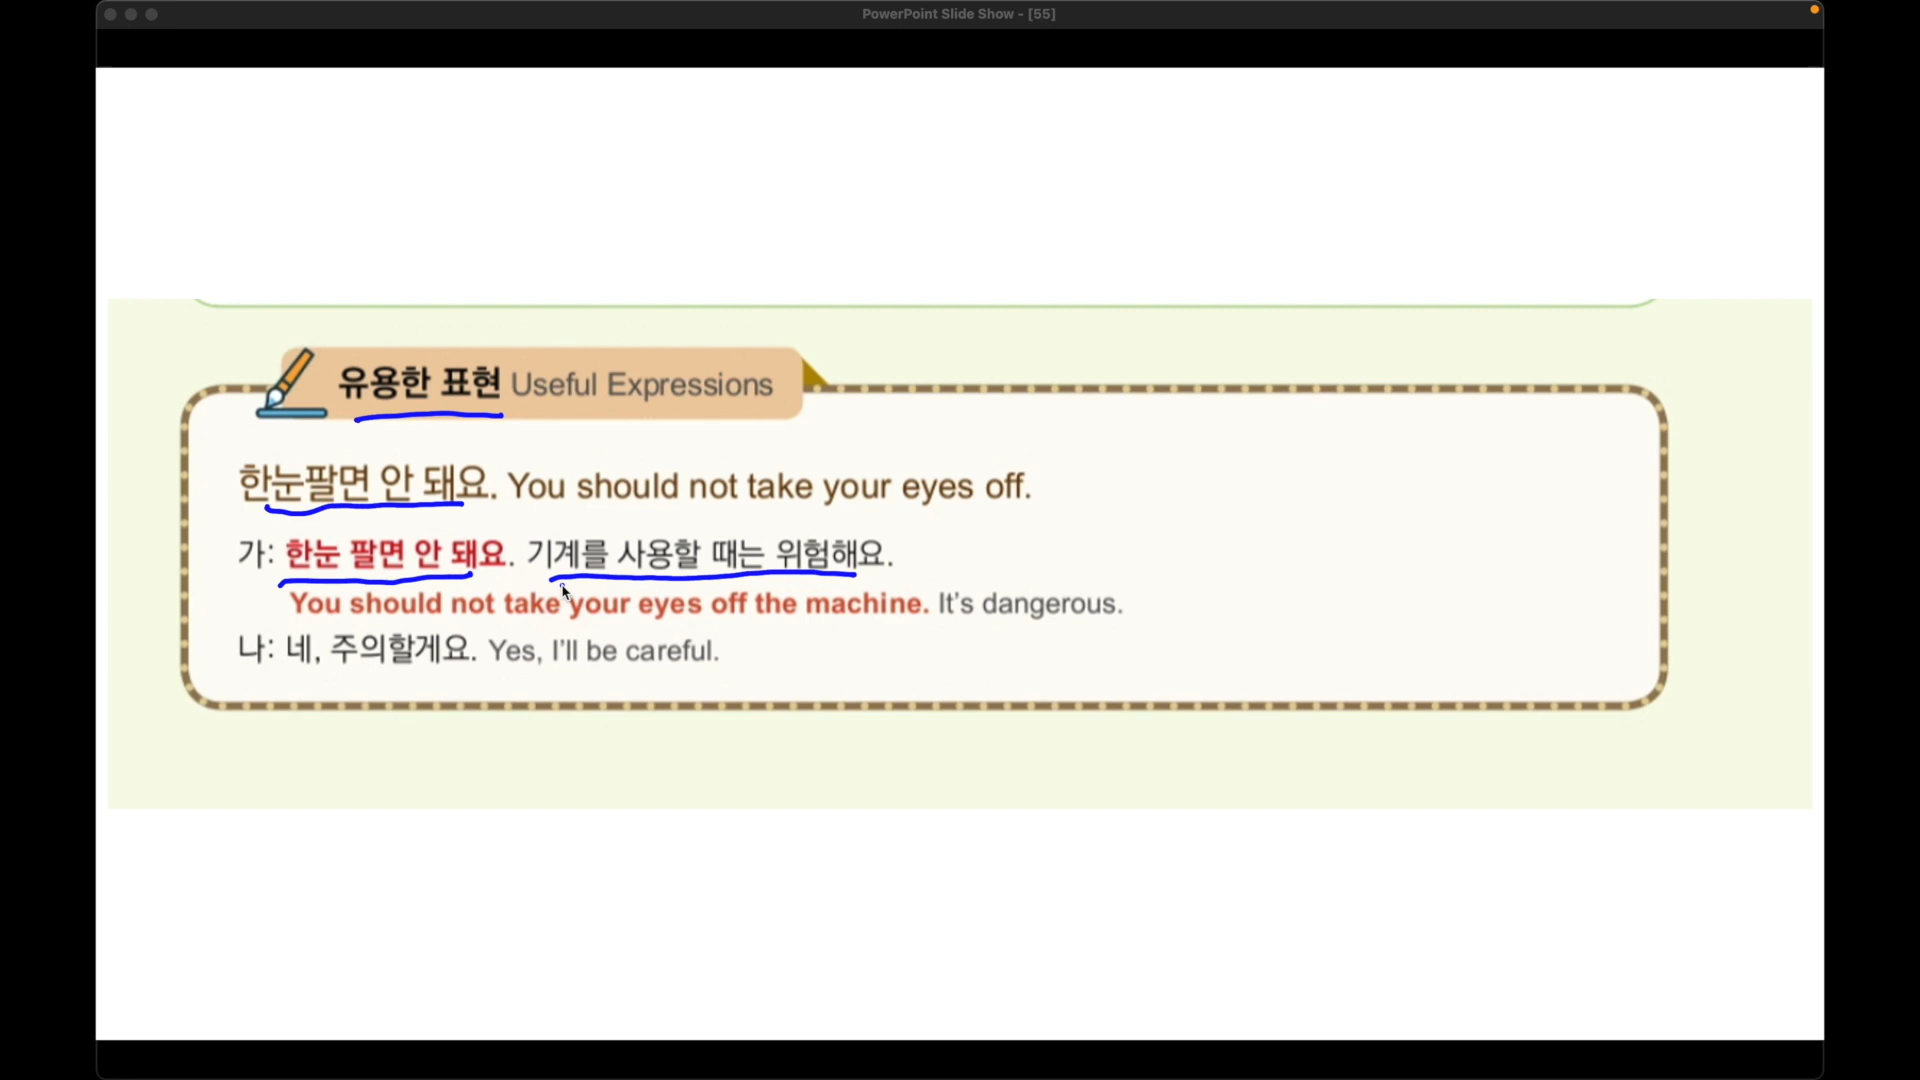 PowerPoint Slide Show - [55]
유용한 표현 Useful Expressions
한눈팔면 안 돼요. You should not take your eyes off.
가: 한눈 팔면 안 돼요. 기계를 사용할 때는 위험해요.
You should not take your eyes off the machine. It's dangerous.
나: 네, 주의할게요. Yes, I'll be careful.